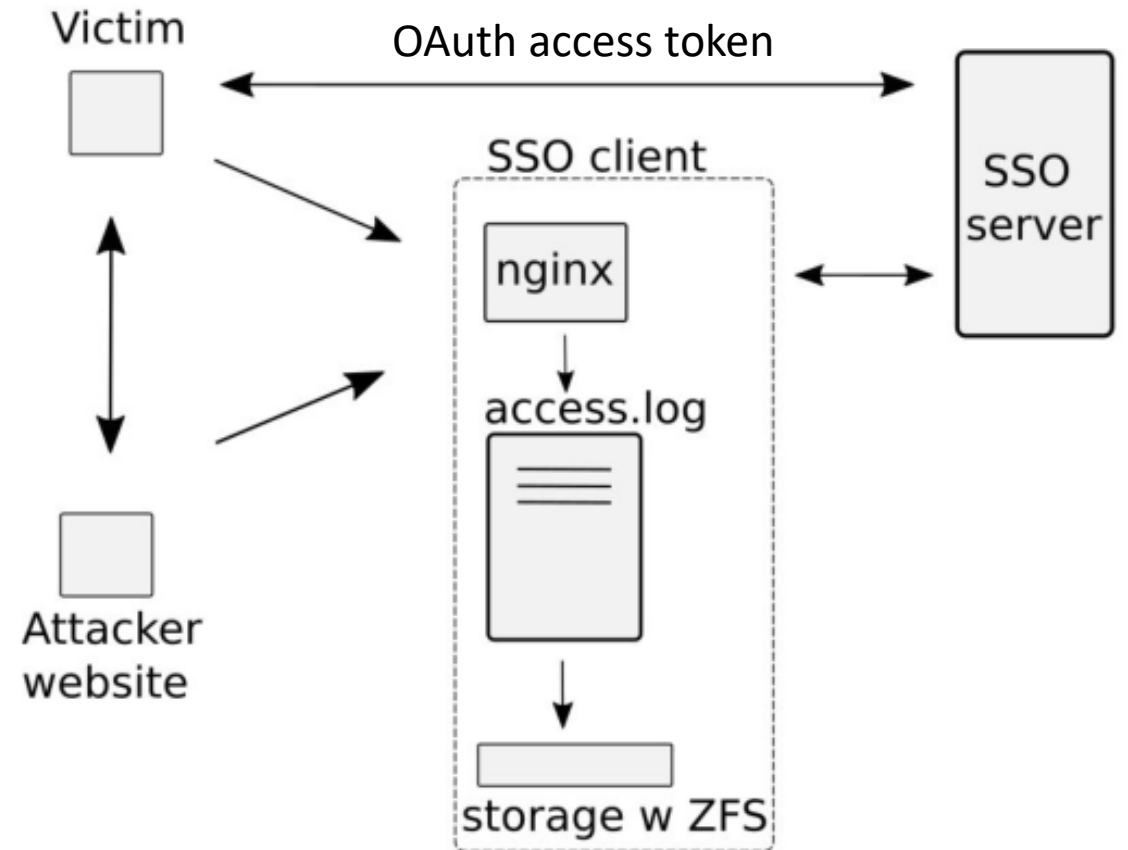 Victim
OAuth access token
SSO client
SSO
server
nginx
access.log
Attacker
website
storage w ZFS